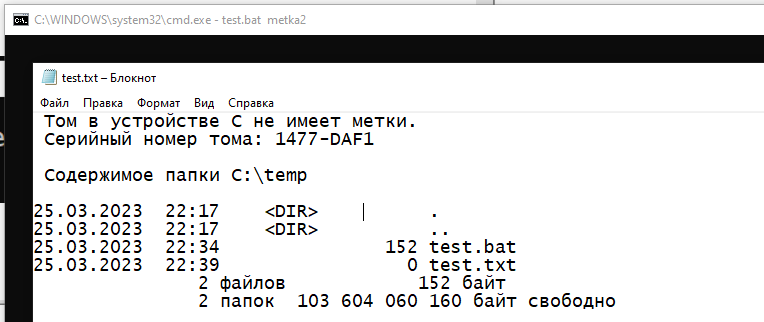 C:\WINDOWS\system32\cmd.exe - test.bat metka2
test.txt – Блокнот
Файл Правка Формат Вид Справка
Том в устройстве C не имеет метки.
Серийный номер тома: 1477-DAF1
Содержимое папки C:\temp
25.03.2023 22:17 <DIR> .
25.03.2023 22:17 <DIR> ..
25.03.2023 22:34 152 test.bat
25.03.2023 22:39 0 test.txt
2 файлов 152 байт
2 папок 103 604 060 160 байт свободно